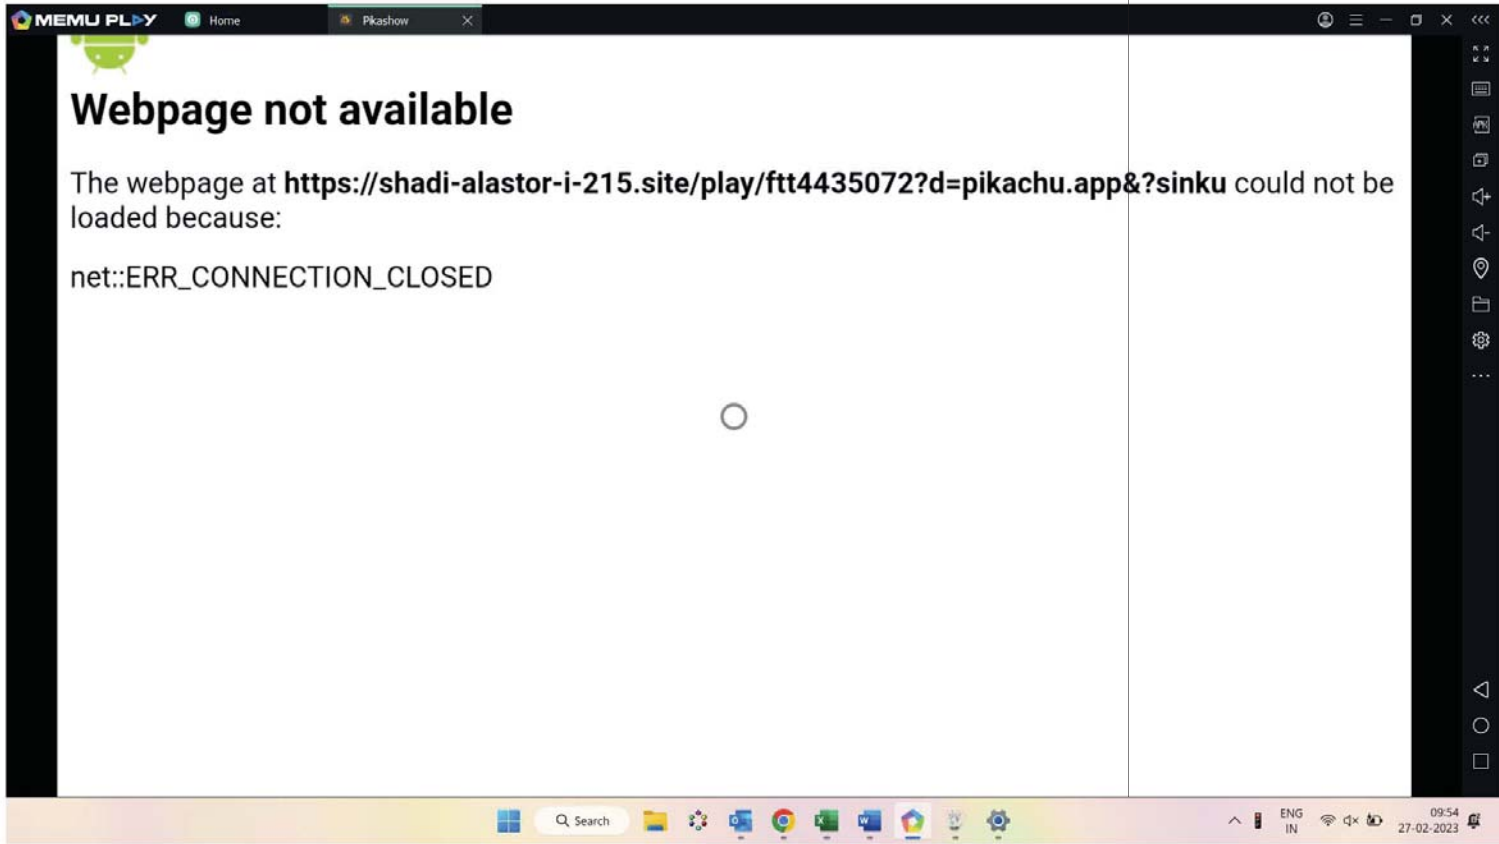 MEMU PLAY Home Pikashow
Webpage not available
The webpage at https://shadi-alastor-i-215.site/play/ftt4435072?d=pikachu.app&?sinku could not be
loaded because:
net::ERR_CONNECTION_CLOSED
Search
ENG
IN
09:54
27-02-2023